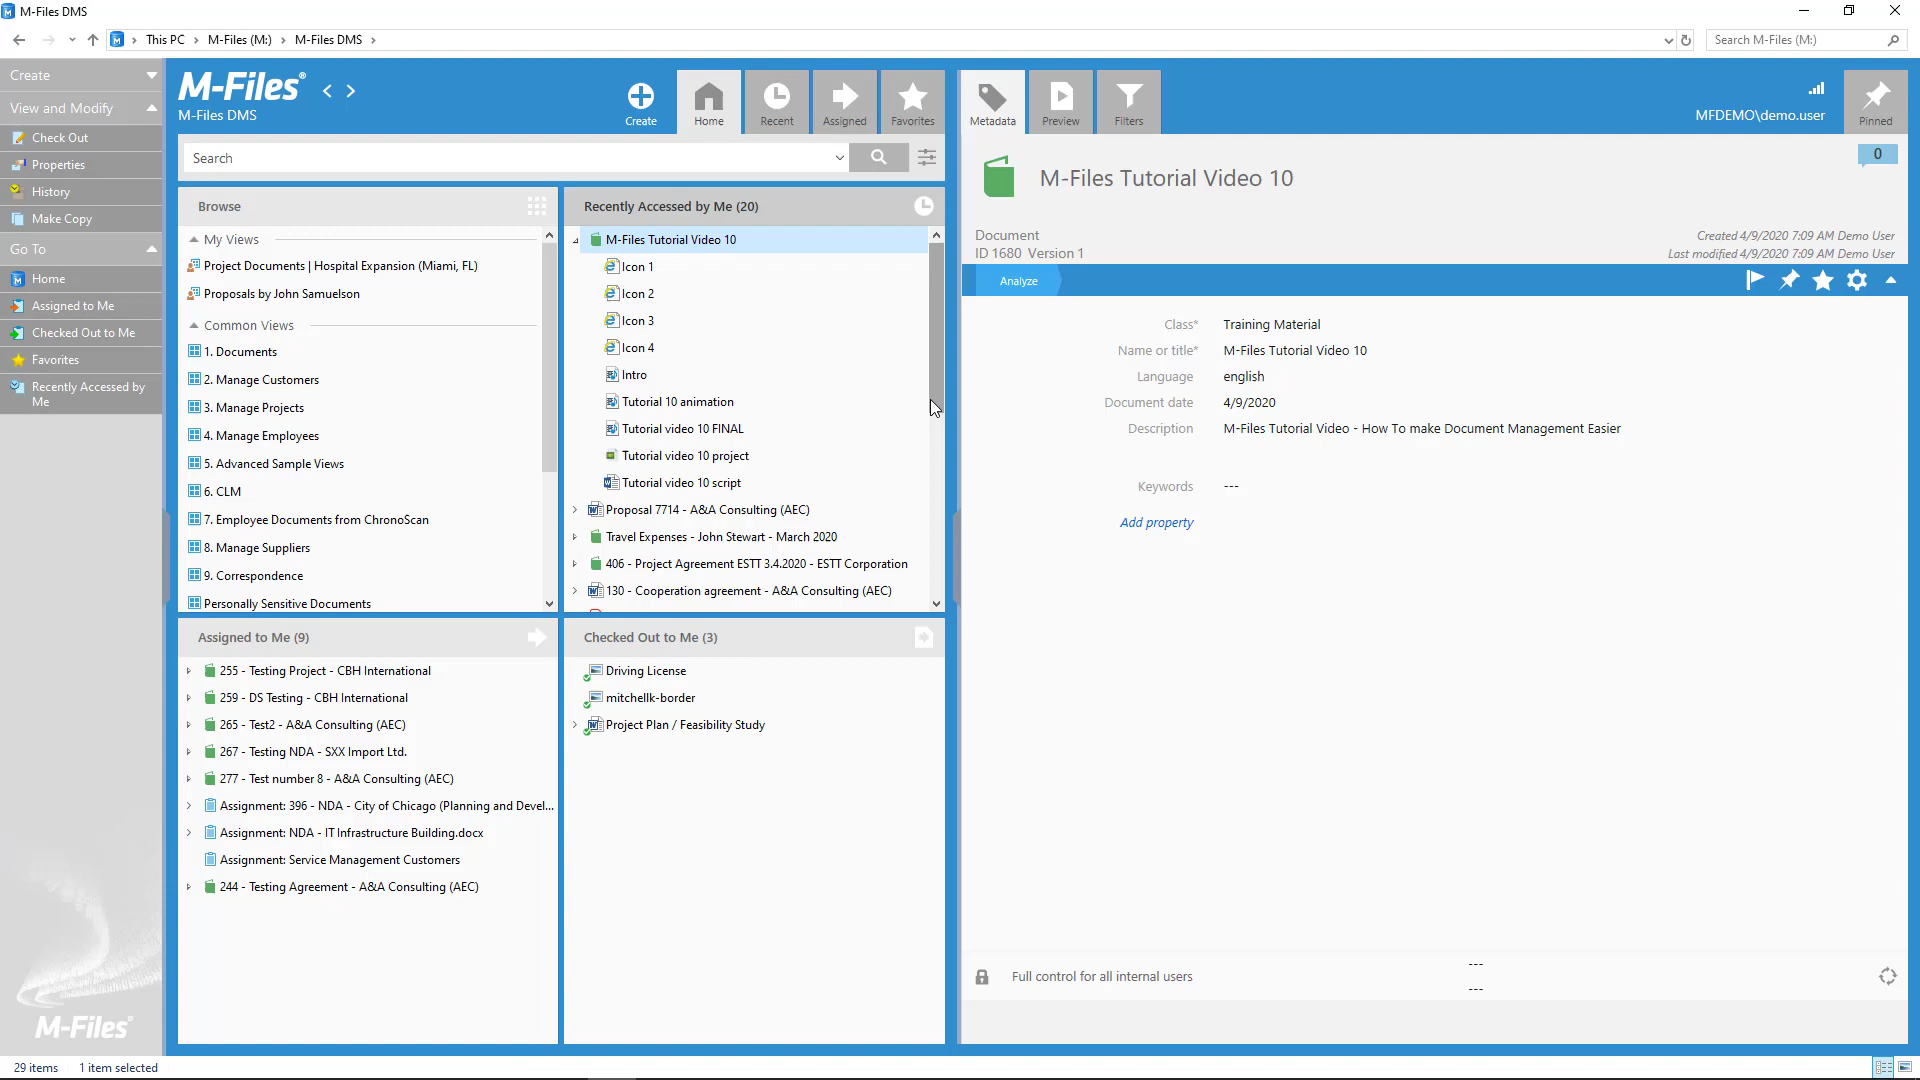 M-Files DMS
This PC
M-Files (M:)
M-Files DMS
Search M-Files (M:)
Create
View and Modify
Check Out
Properties
History
Make Copy
Go To
Home
Assigned to Me
Checked Out to Me
Favorites
Recently Accessed by
Me
M-Files®
M-Files®
M-Files DMS
Create
Home
Recent
Assigned
Favorites
Search
Browse
My Views
Project Documents | Hospital Expansion (Miami, FL)
Proposals by John Samuelson
Common Views
1. Documents
2. Manage Customers
3. Manage Projects
4. Manage Employees
5. Advanced Sample Views
6. CLM
7. Employee Documents from ChronoScan
8. Manage Suppliers
9. Correspondence
Personally Sensitive Documents
Recently Accessed by Me (20)
M-Files Tutorial Video 10
Icon 1
Icon 2
Icon 3
Icon 4
Intro
Tutorial 10 animation
Tutorial video 10 FINAL
Tutorial video 10 project
Tutorial video 10 script
Proposal 7714 - A&A Consulting (AEC)
Travel Expenses - John Stewart - March 2020
406 - Project Agreement ESTT 3.4.2020 - ESTT Corporation
130 - Cooperation agreement - A&A Consulting (AEC)
Assigned to Me (9)
255 - Testing Project - CBH International
259 - DS Testing - CBH International
265 - Test2 - A&A Consulting (AEC)
267 - Testing NDA - SXX Import Ltd.
277 - Test number 8 - A&A Consulting (AEC)
Assignment: 396 - NDA - City of Chicago (Planning and Devel...
Assignment: NDA - IT Infrastructure Building.docx
Assignment: Service Management Customers
244 - Testing Agreement - A&A Consulting (AEC)
Checked Out to Me (3)
Driving License
mitchellk-border
Project Plan / Feasibility Study
Metadata
Preview
Filters
MFDEMO\demo.user
Pinned
0
M-Files Tutorial Video 10
Document
ID 1680 Version 1
Created 4/9/2020 7:09 AM Demo User
Last modified 4/9/2020 7:09 AM Demo User
Analyze
Class* Training Material
Name or title* M-Files Tutorial Video 10
Language english
Document date 4/9/2020
Description M-Files Tutorial Video - How To make Document Management Easier
Keywords ---
Add property
Full control for all internal users
---
---
29 items
1 item selected